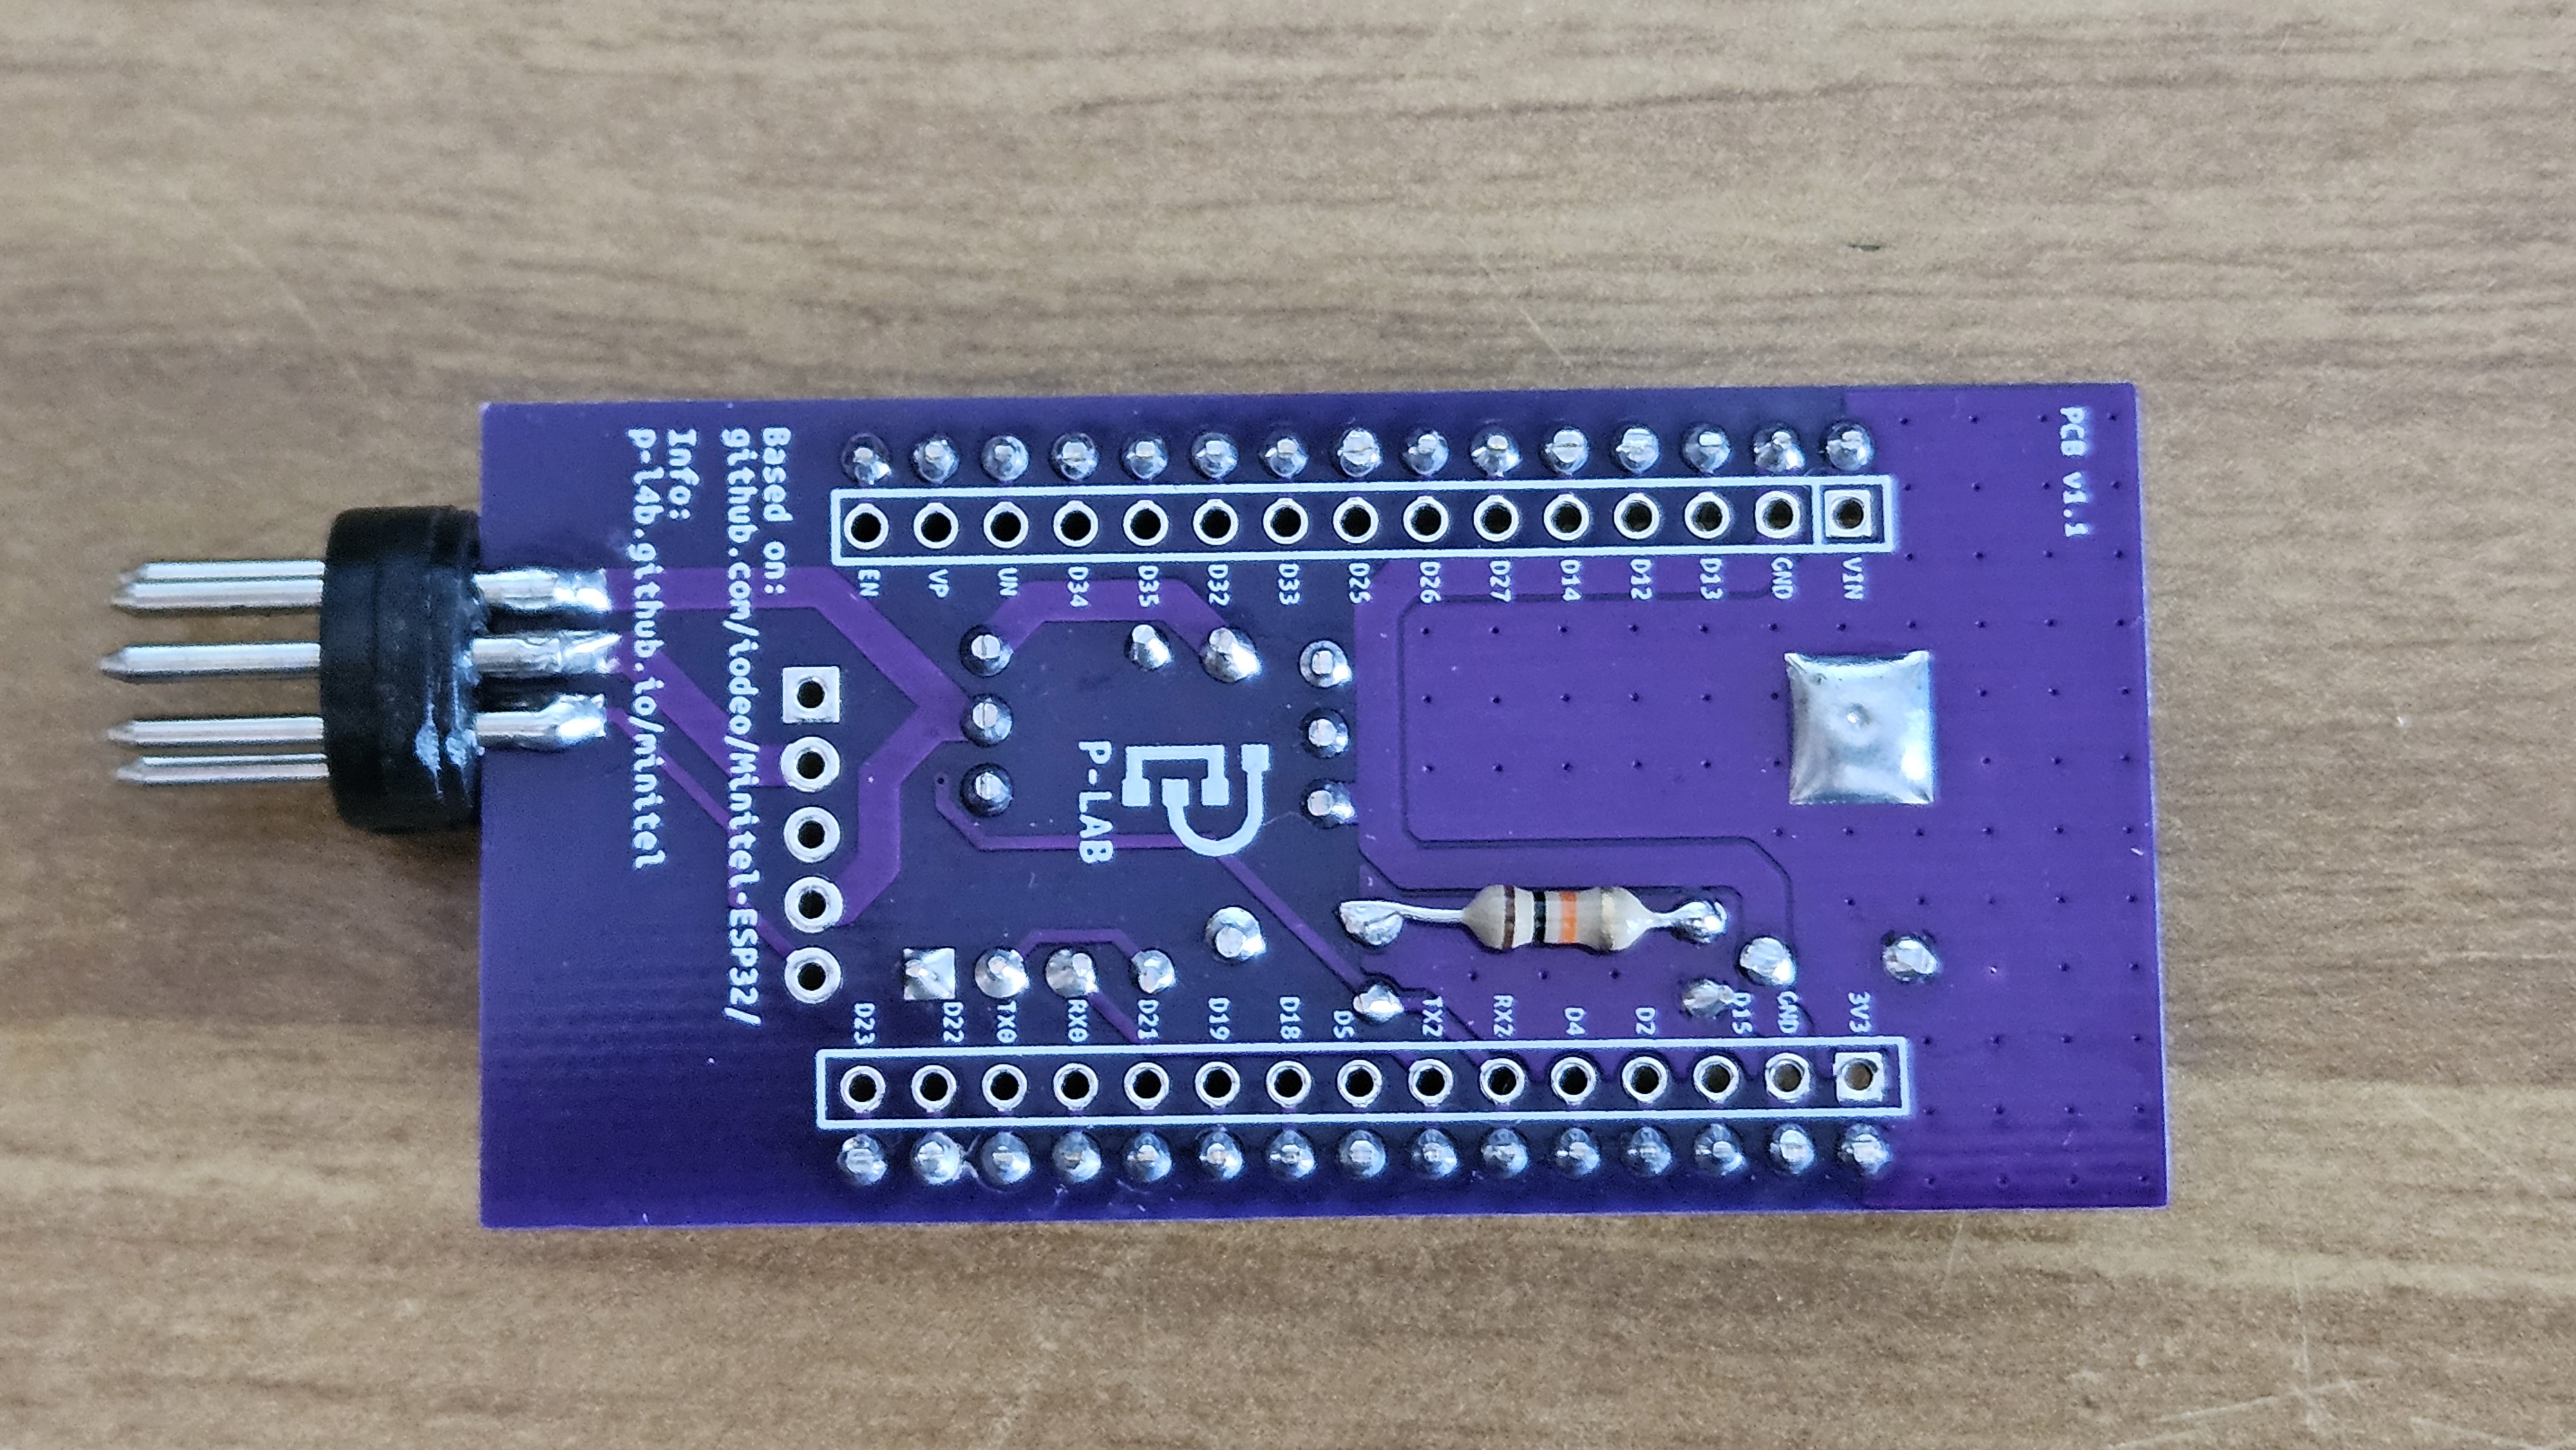 PCB v1.1
VIN
GND
D13
D12
D14
D27
D26
D25
D33
D32
D35
D34
UN
VP
EN
P-LAB
3V3
GND
D15
D2
D4
RX2
TX2
D5
D18
D19
D21
RX0
TX0
D22
D23
Based on:
github.com/iodeo/Minitel-ESP32/
Info:
p-l4b.github.io/minitel